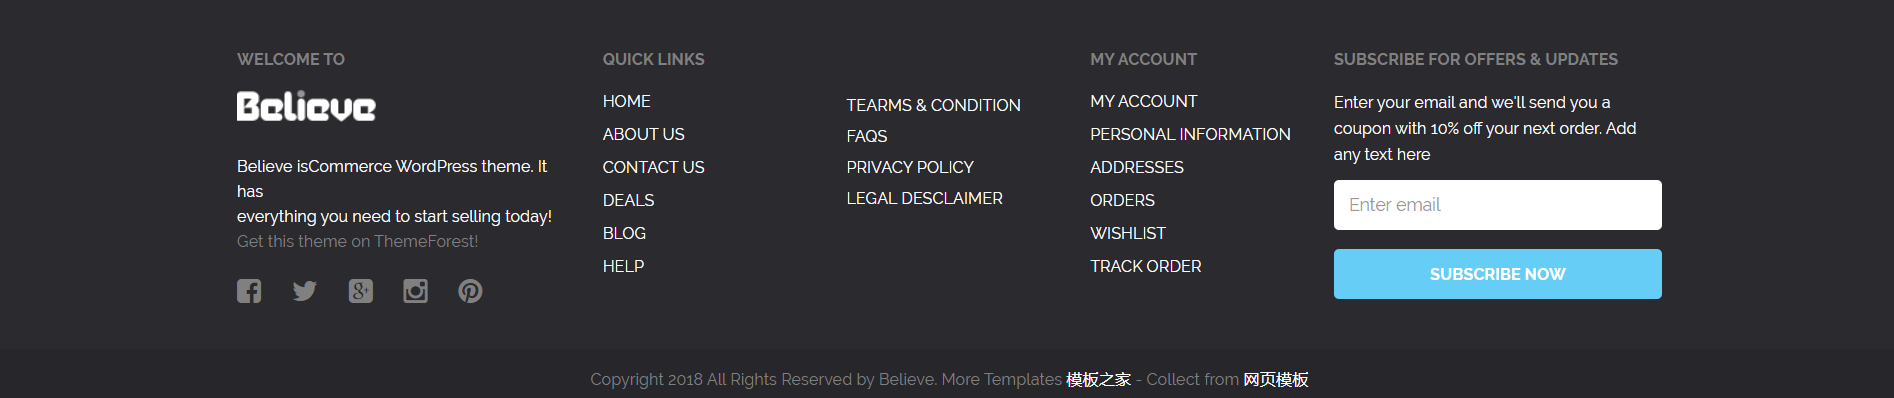 WELCOME TO
Believe
Believe isCommerce WordPress theme. It
has
everything you need to start selling today!
Get this theme on ThemeForest!
QUICK LINKS
HOME
ABOUT US
CONTACT US
DEALS
BLOG
HELP
TEARMS & CONDITION
FAQS
PRIVACY POLICY
LEGAL DESCLAIMER
MY ACCOUNT
MY ACCOUNT
PERSONAL INFORMATION
ADDRESSES
ORDERS
WISHLIST
TRACK ORDER
SUBSCRIBE FOR OFFERS & UPDATES
Enter your email and we'll send you a
coupon with 10% off your next order. Add
any text here
Enter email
SUBSCRIBE NOW
Copyright 2018 All Rights Reserved by Believe. More Templates 模板之家 - Collect from 网页模板